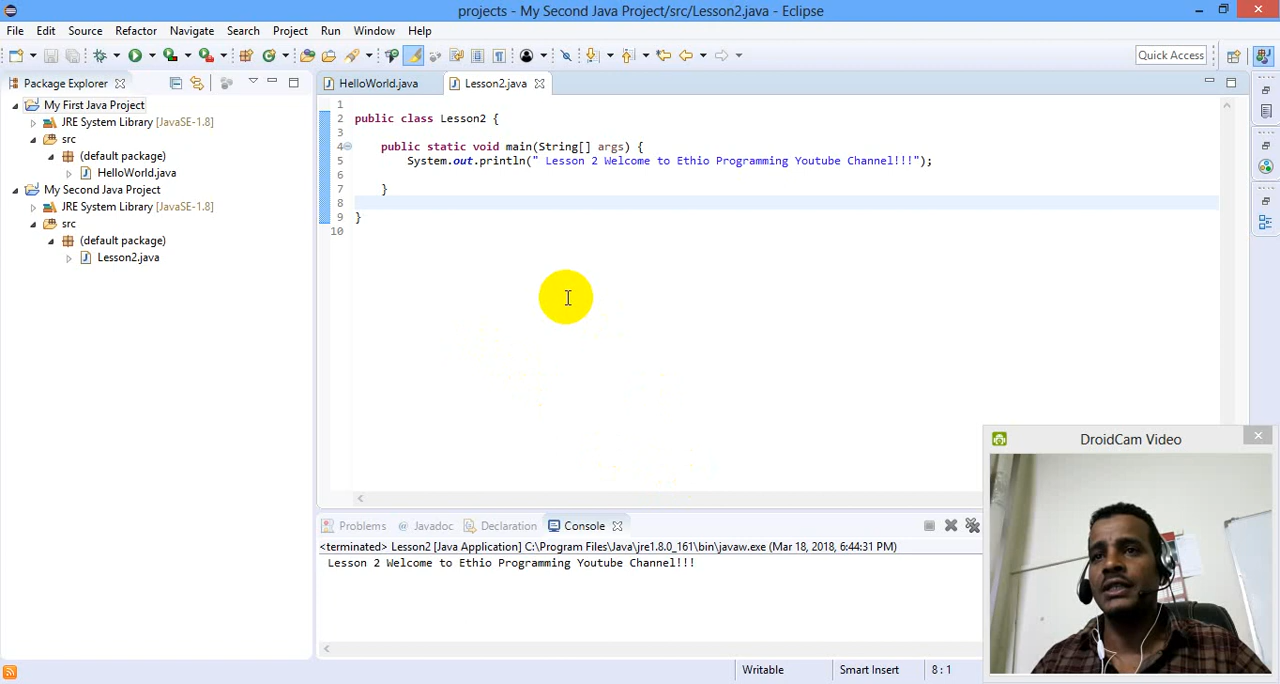 projects - My Second Java Project/src/Lesson2.java - Eclipse
File Edit Source Refactor Navigate Search Project Run Window Help
Quick Access
Package Explorer
My First Java Project
JRE System Library [JavaSE-1.8]
src
(default package)
HelloWorld.java
My Second Java Project
JRE System Library [JavaSE-1.8]
src
(default package)
Lesson2.java
HelloWorld.java Lesson2.java
1
2 public class Lesson2 {
3
4 public static void main(String[] args) {
5 System.out.println(" Lesson 2 Welcome to Ethio Programming Youtube Channel!!!");
6
7 }
8
9 }
10
DroidCam Video
Problems Javadoc Declaration Console
<terminated> Lesson2 [Java Application] C:\Program Files\Java\jre1.8.0_161\bin\javaw.exe (Mar 18, 2018, 6:44:31 PM)
Lesson 2 Welcome to Ethio Programming Youtube Channel!!!
Writable Smart Insert 8 : 1